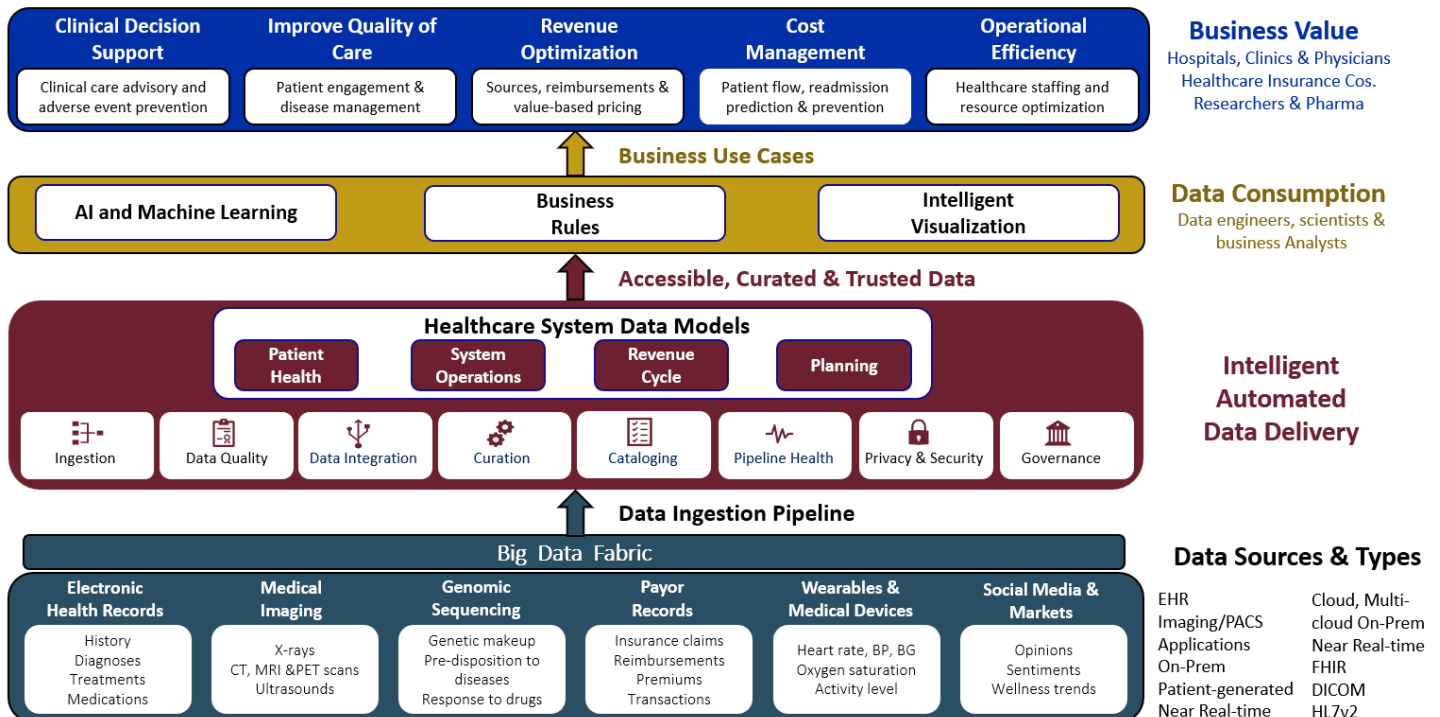 Clinical Decision
Support
Clinical care advisory and
adverse event prevention
Improve Quality of
Care
Patient engagement &
disease management
Revenue
Optimization
Sources, reimbursements &
value-based pricing
Cost
Management
Patient flow, readmission
prediction & prevention
Operational
Efficiency
Healthcare staffing and
resource optimization
Business Value
Hospitals, Clinics & Physicians
Healthcare Insurance Cos.
Researchers & Pharma
Business Use Cases
AI and Machine Learning
Business
Rules
Intelligent
Visualization
Data Consumption
Data engineers, scientists &
business Analysts
Accessible, Curated & Trusted Data
Healthcare System Data Models
Patient
Health
System
Operations
Revenue
Cycle
Planning
Ingestion
Data Quality
Data Integration
Curation
Cataloging
Pipeline Health
Privacy & Security
Governance
Intelligent
Automated
Data Delivery
Data Ingestion Pipeline
Big Data Fabric
Electronic
Health Records
History
Diagnoses
Treatments
Medications
Medical
Imaging
X-rays
CT, MRI &PET scans
Ultrasounds
Genomic
Sequencing
Genetic makeup
Pre-disposition to
diseases
Response to drugs
Payor
Records
Insurance claims
Reimbursements
Premiums
Transactions
Wearables &
Medical Devices
Heart rate, BP, BG
Oxygen saturation
Activity level
Social Media &
Markets
Opinions
Sentiments
Wellness trends
Data Sources & Types
EHR
Imaging/PACS
Applications
On-Prem
Patient-generated
Near Real-time
Cloud, Multi-
cloud On-Prem
Near Real-time
FHIR
DICOM
HL7v2